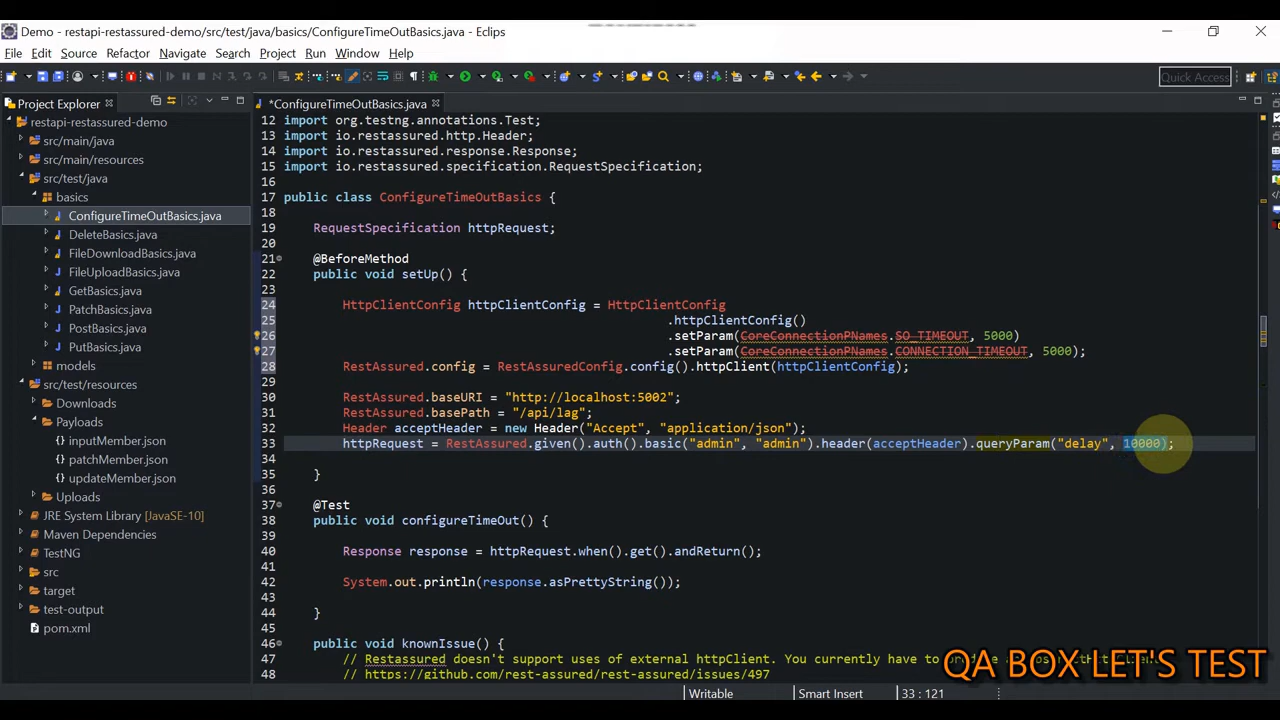 Demo - restapi-restassured-demo/src/test/java/basics/ConfigureTimeOutBasics.java - Eclips
File Edit Source Refactor Navigate Search Project Run Window Help
Quick Access
Project Explorer
*ConfigureTimeOutBasics.java
restapi-restassured-demo
src/main/java
src/main/resources
src/test/java
basics
ConfigureTimeOutBasics.java
DeleteBasics.java
FileDownloadBasics.java
FileUploadBasics.java
GetBasics.java
PatchBasics.java
PostBasics.java
PutBasics.java
models
src/test/resources
Downloads
Payloads
inputMember.json
patchMember.json
updateMember.json
Uploads
JRE System Library [JavaSE-10]
Maven Dependencies
TestNG
src
target
test-output
pom.xml
12 import org.testng.annotations.Test;
13 import io.restassured.http.Header;
14 import io.restassured.response.Response;
15 import io.restassured.specification.RequestSpecification;
16
17 public class ConfigureTimeOutBasics {
18
19 RequestSpecification httpRequest;
20
21 @BeforeMethod
22 public void setUp() {
23
24 HttpClientConfig httpClientConfig = HttpClientConfig
25 .httpClientConfig()
26 .setParam(CoreConnectionPNames.SO_TIMEOUT, 5000)
27 .setParam(CoreConnectionPNames.CONNECTION_TIMEOUT, 5000);
28 RestAssured.config = RestAssuredConfig.config().httpClient(httpClientConfig);
29
30 RestAssured.baseURI = "http://localhost:5002";
31 RestAssured.basePath = "/api/lag";
32 Header acceptHeader = new Header("Accept", "application/json");
33 httpRequest = RestAssured.given().auth().basic("admin", "admin").header(acceptHeader).queryParam("delay", 10000);
34
35 }
36
37 @Test
38 public void configureTimeOut() {
39
40 Response response = httpRequest.when().get().andReturn();
41
42 System.out.println(response.asPrettyString());
43
44 }
45
46 public void knownIssue() {
47 // Restassured doesn't support uses of external httpClient. You currently have to
48 // https://github.com/rest-assured/rest-assured/issues/497
QA BOX LET'S TEST
Writable Smart Insert 33 : 121